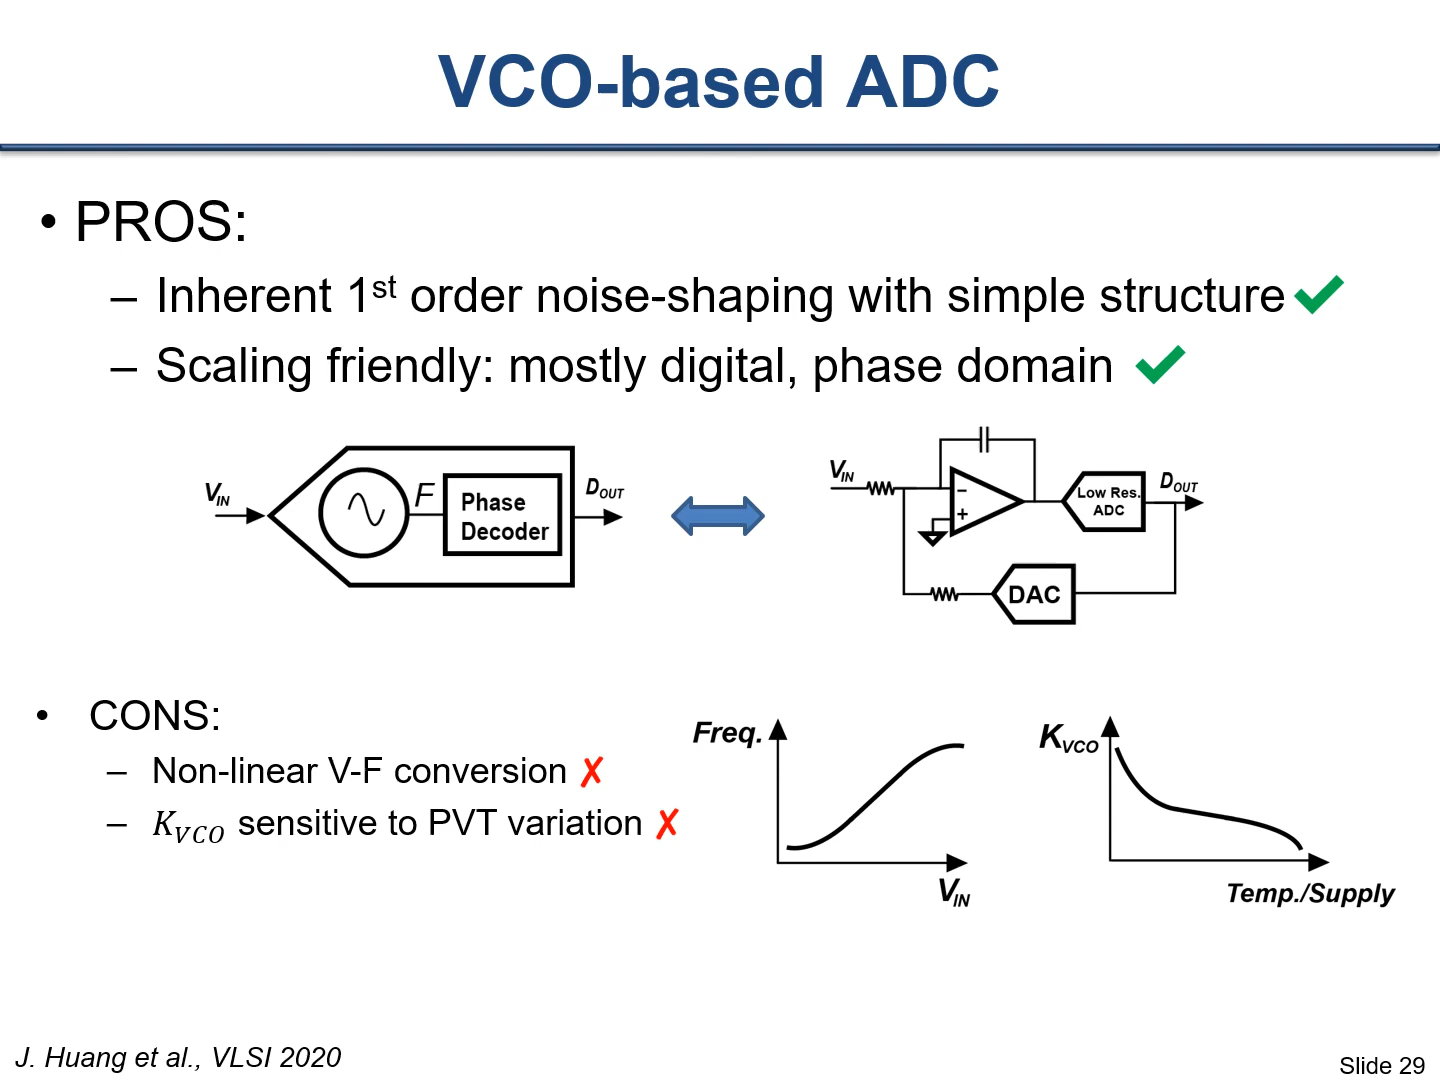 VCO-based ADC
• PROS:
– Inherent 1st order noise-shaping with simple structure
– Scaling friendly: mostly digital, phase domain
VIN
F
Phase
Decoder
DOUT
VIN
−
+
Low Res.
ADC
DOUT
DAC
• CONS:
– Non-linear V-F conversion ✗
– KVCO sensitive to PVT variation ✗
Freq.
VIN
KVCO
Temp./Supply
J. Huang et al., VLSI 2020
Slide 29